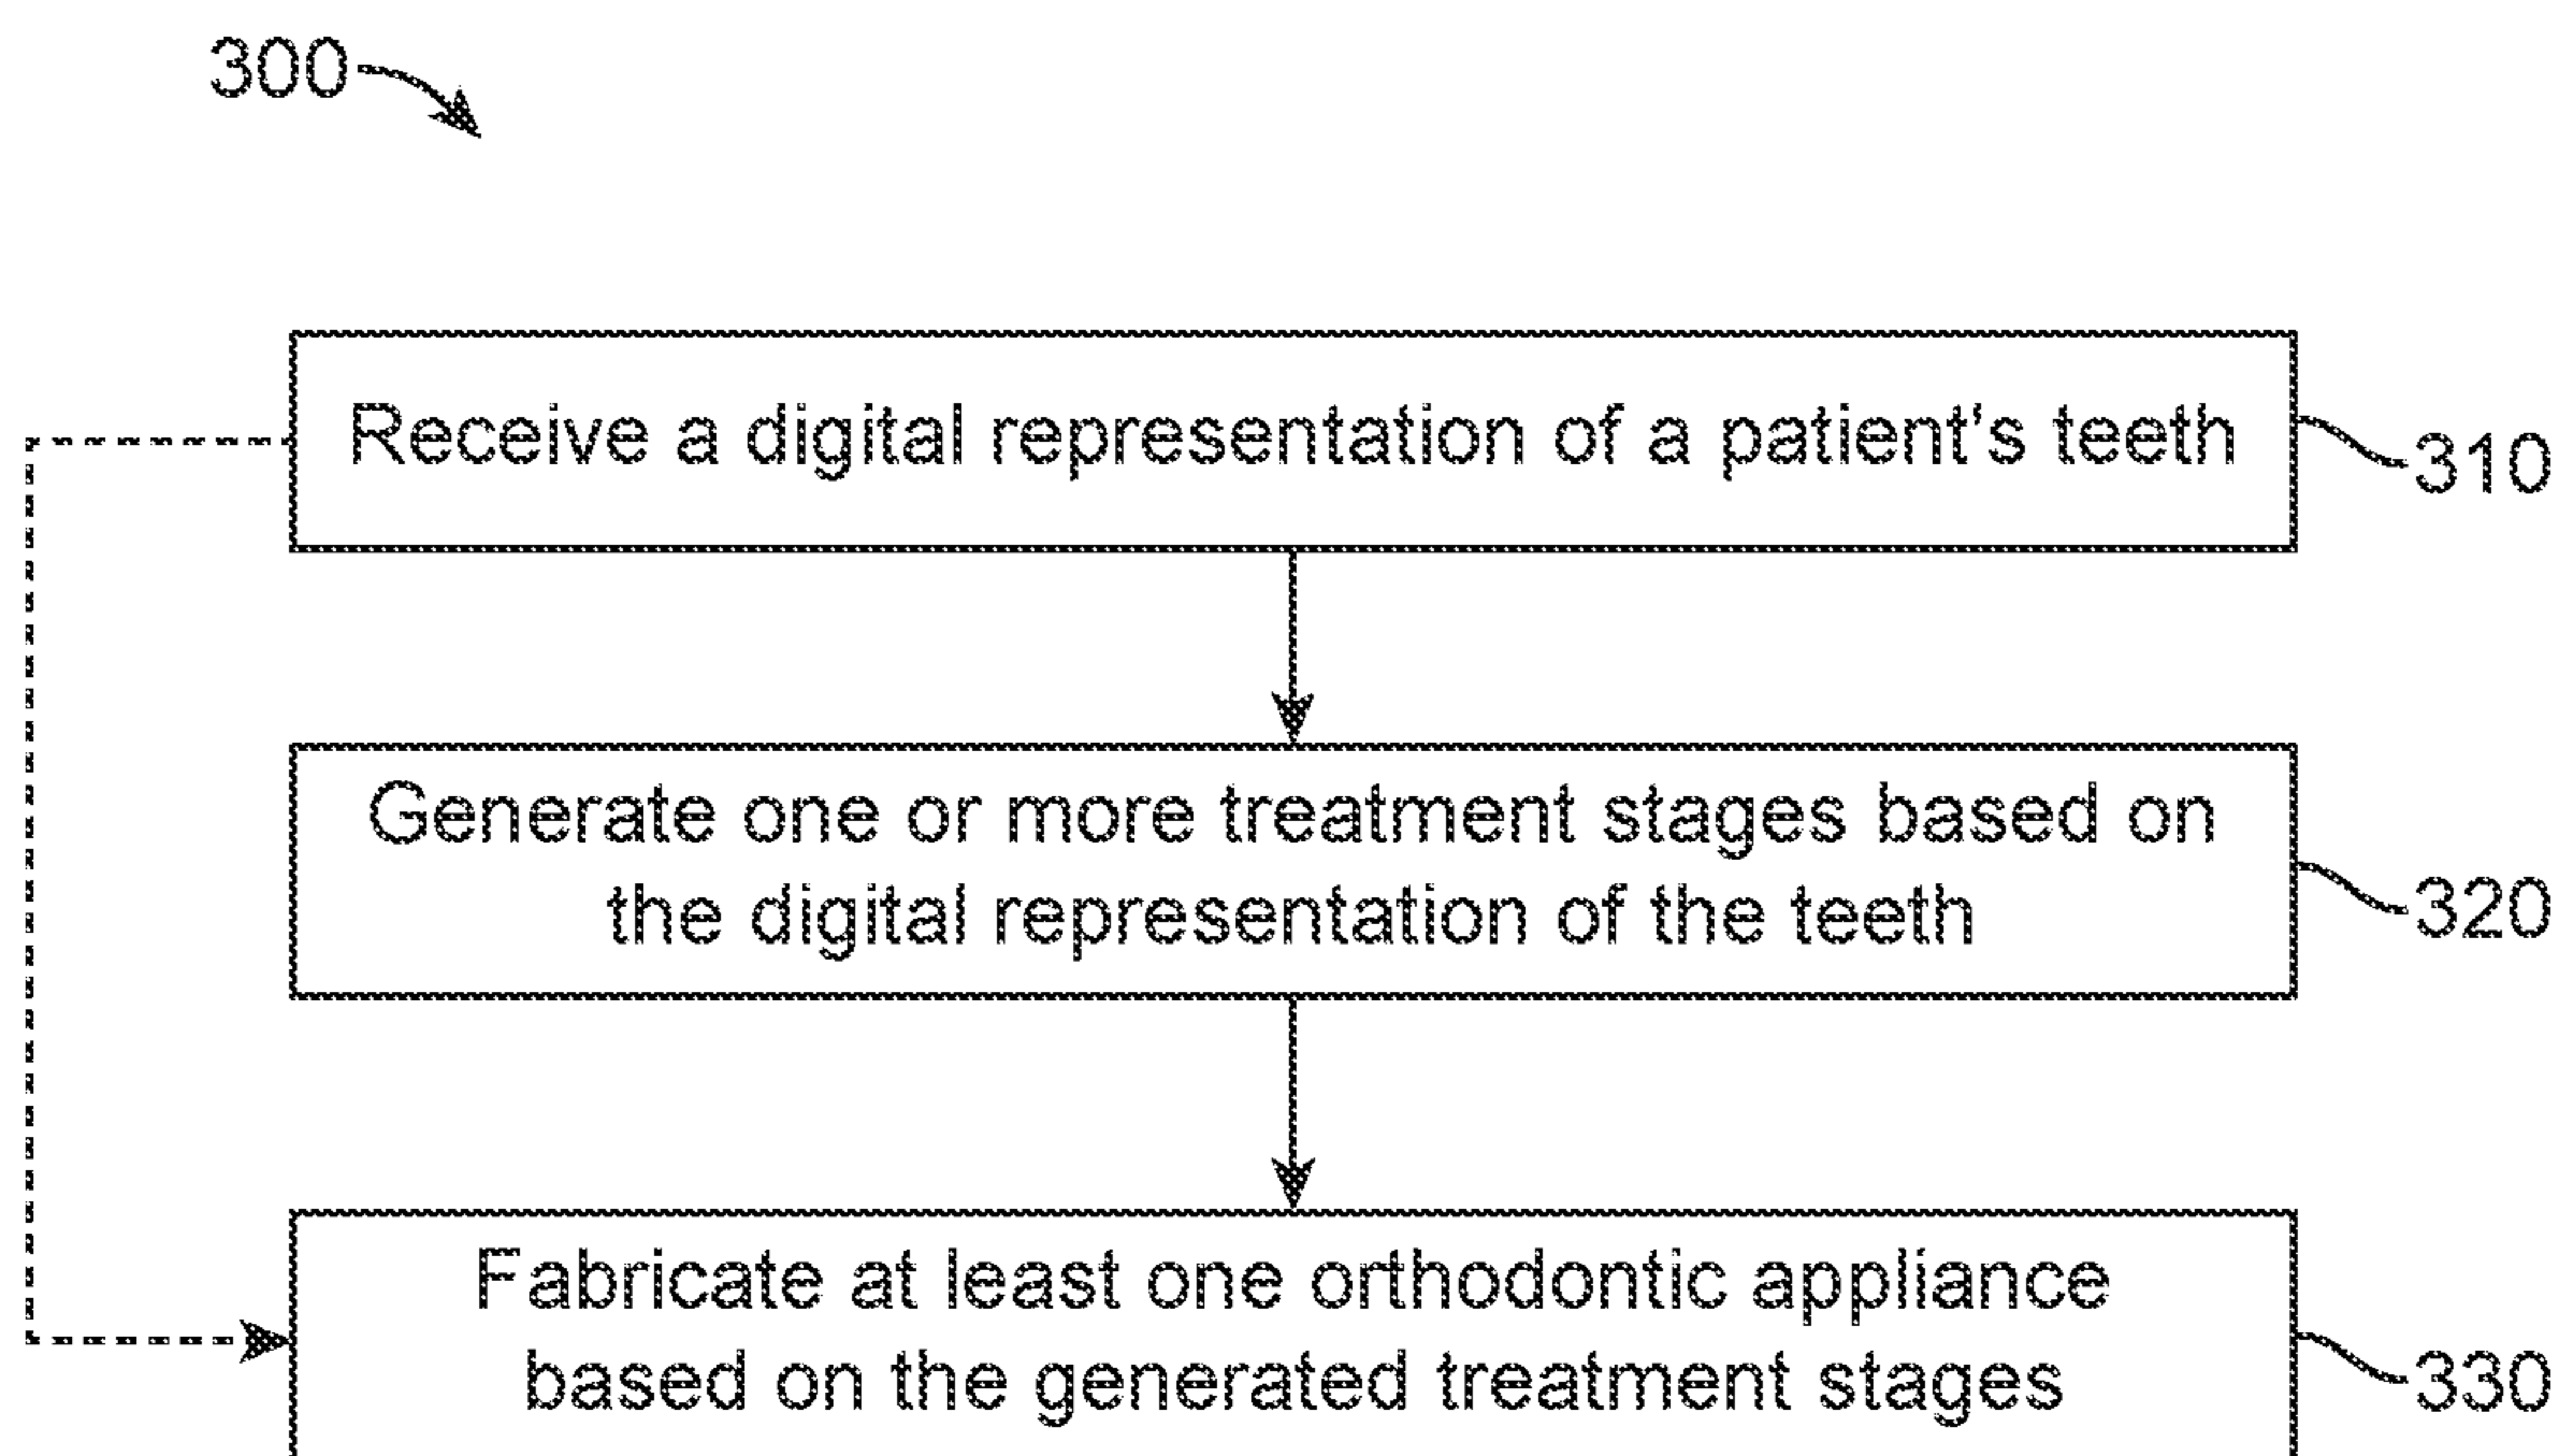 300
Receive a digital representation of a patient's teeth
310
Generate one or more treatment stages based on
the digital representation of the teeth
320
Fabricate at least one orthodontic appliance
based on the generated treatment stages
330